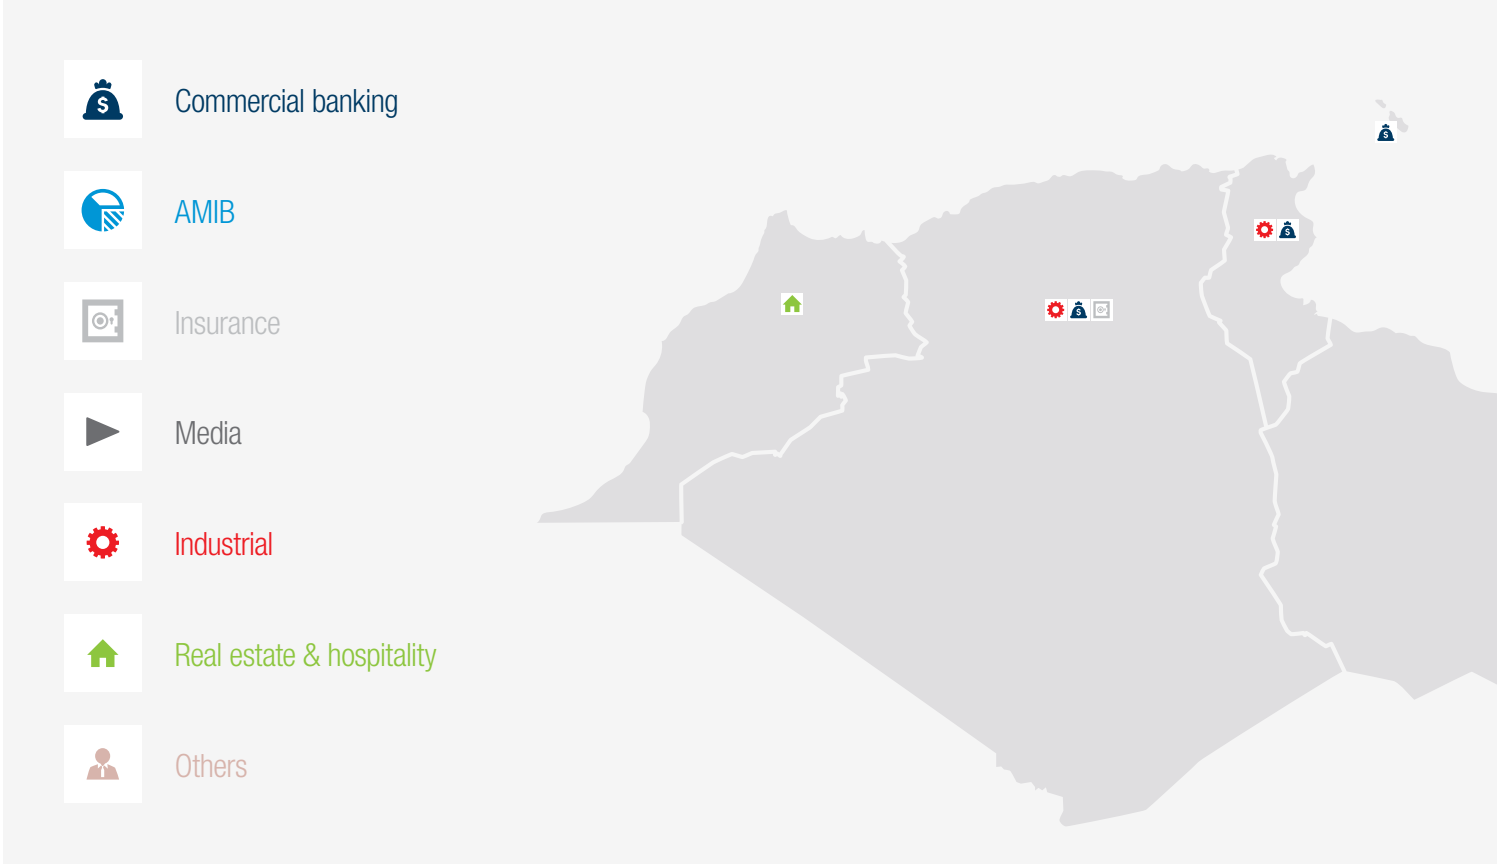 Commercial banking
AMIB
Insurance
Media
Industrial
Real estate & hospitality
Others